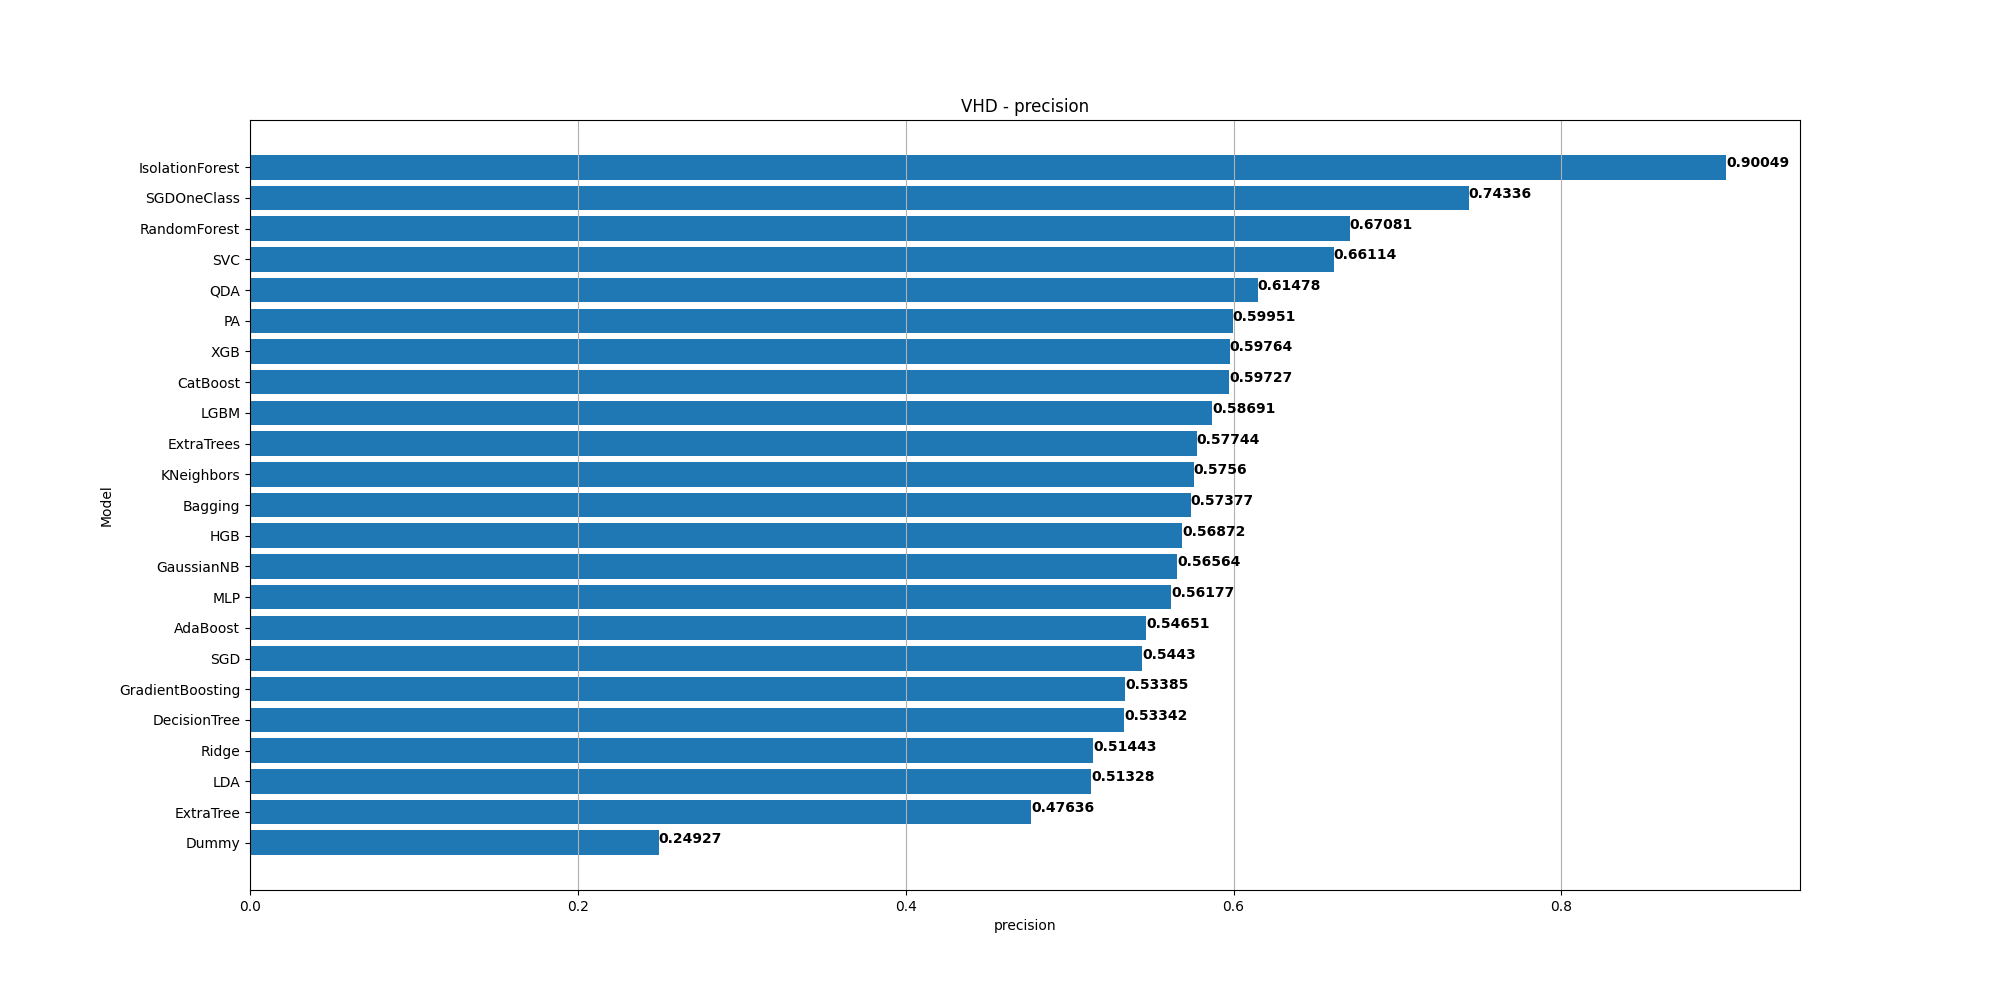 VHD - precision
IsolationForest 0.90049
SGDOneClass 0.74336
RandomForest 0.67081
SVC 0.66114
QDA 0.61478
PA 0.59951
XGB 0.59764
CatBoost 0.59727
LGBM 0.58691
ExtraTrees 0.57744
KNeighbors 0.5756
Bagging 0.57377
HGB 0.56872
GaussianNB 0.56564
MLP 0.56177
AdaBoost 0.54651
SGD 0.5443
GradientBoosting 0.53385
DecisionTree 0.53342
Ridge 0.51443
LDA 0.51328
ExtraTree 0.47636
Dummy 0.24927
Model
0.0 0.2 0.4 0.6 0.8
precision